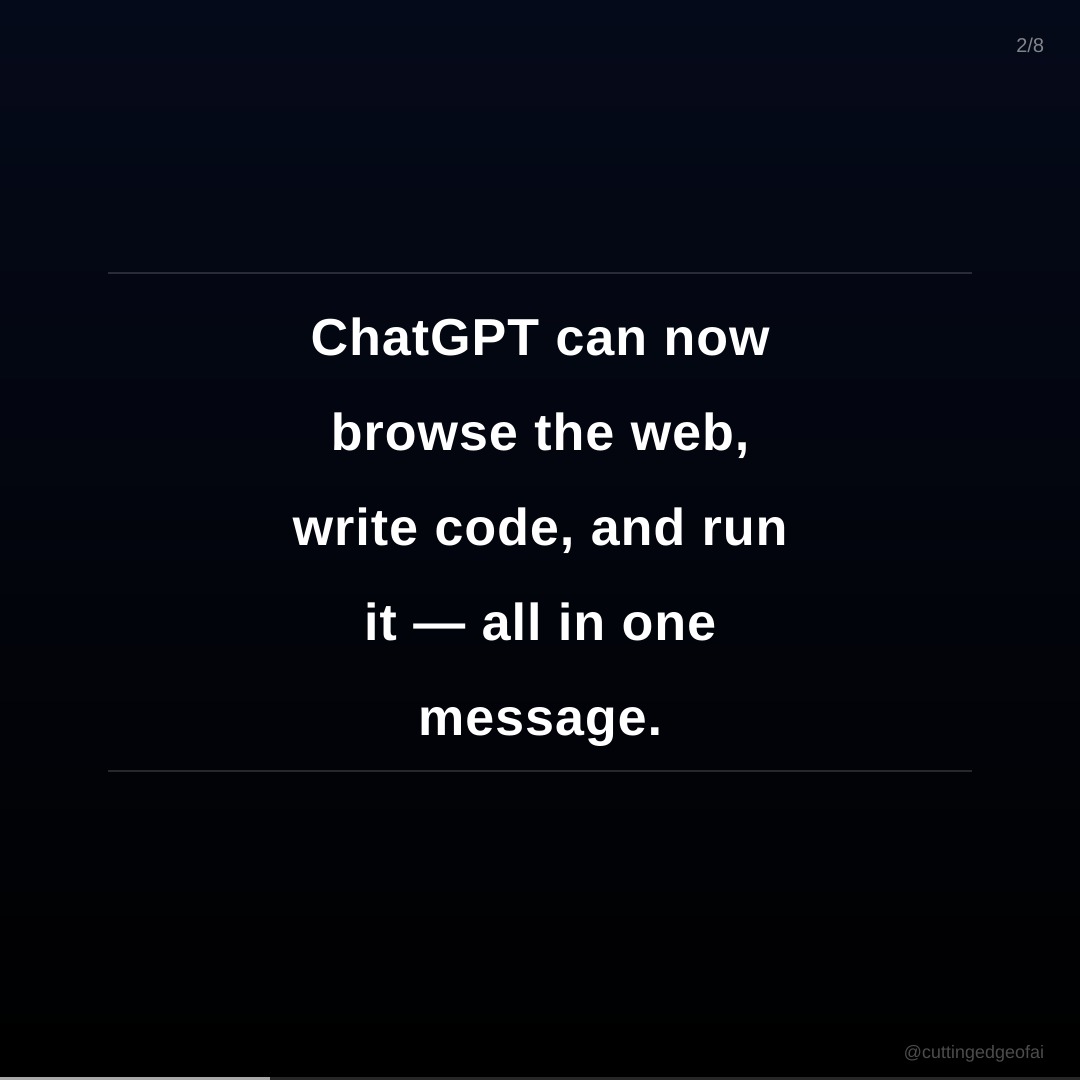 2/8
ChatGPT can now
browse the web,
write code, and run
it — all in one
message.
@cuttingedgeofai